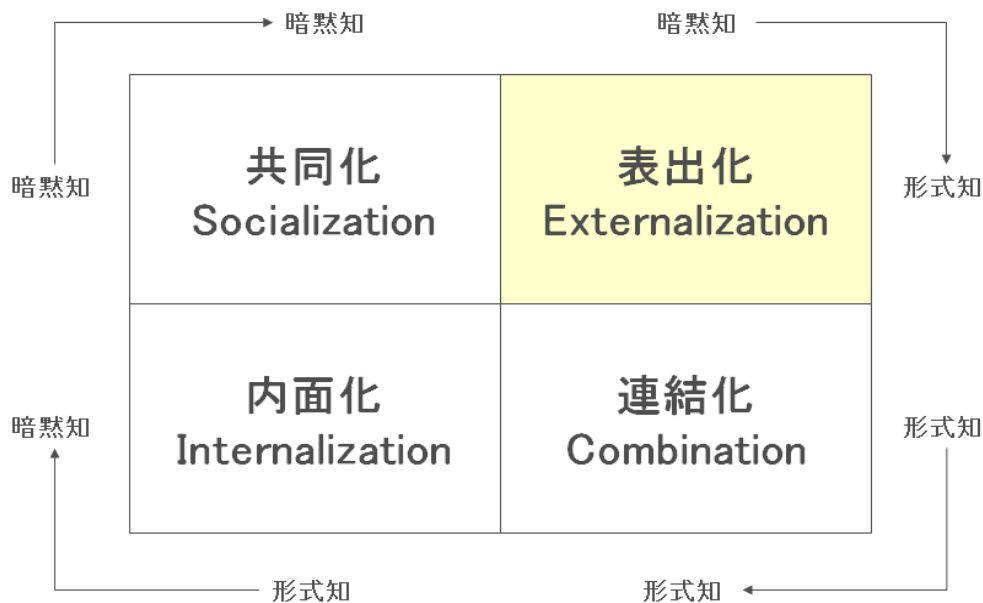 暗黙知
暗黙知
暗黙知
形式知
共同化
Socialization
表出化
Externalization
内面化
Internalization
連結化
Combination
暗黙知
形式知
形式知
形式知